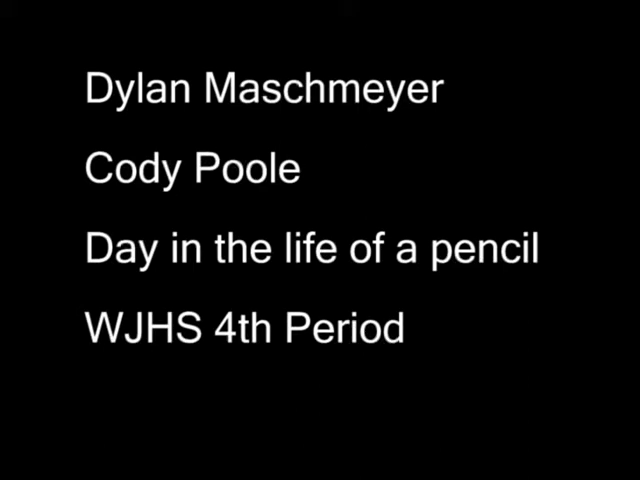 Dylan Maschmeyer
Cody Poole
Day in the life of a pencil
WJHS 4th Period